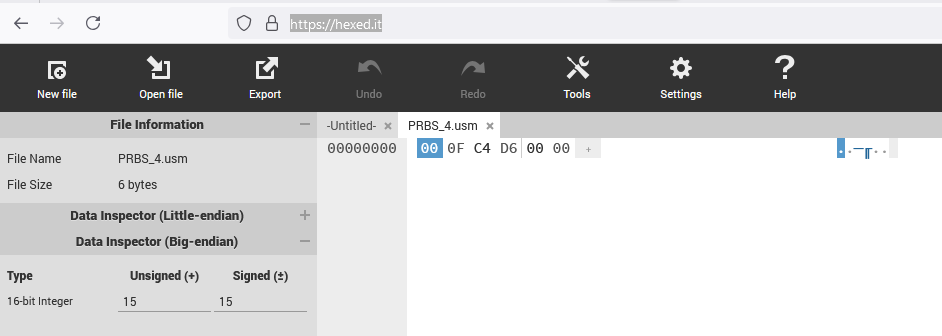 https://hexed.it
New file Open file Export Undo Redo Tools Settings Help
File Information −
-Untitled- × PRBS_4.usm ×
00000000 00 0F C4 D6 00 00 + . . ─ ╓ . .
File Name PRBS_4.usm
File Size 6 bytes
Data Inspector (Little-endian) +
Data Inspector (Big-endian) −
Type Unsigned (+) Signed (±)
16-bit Integer 15 15